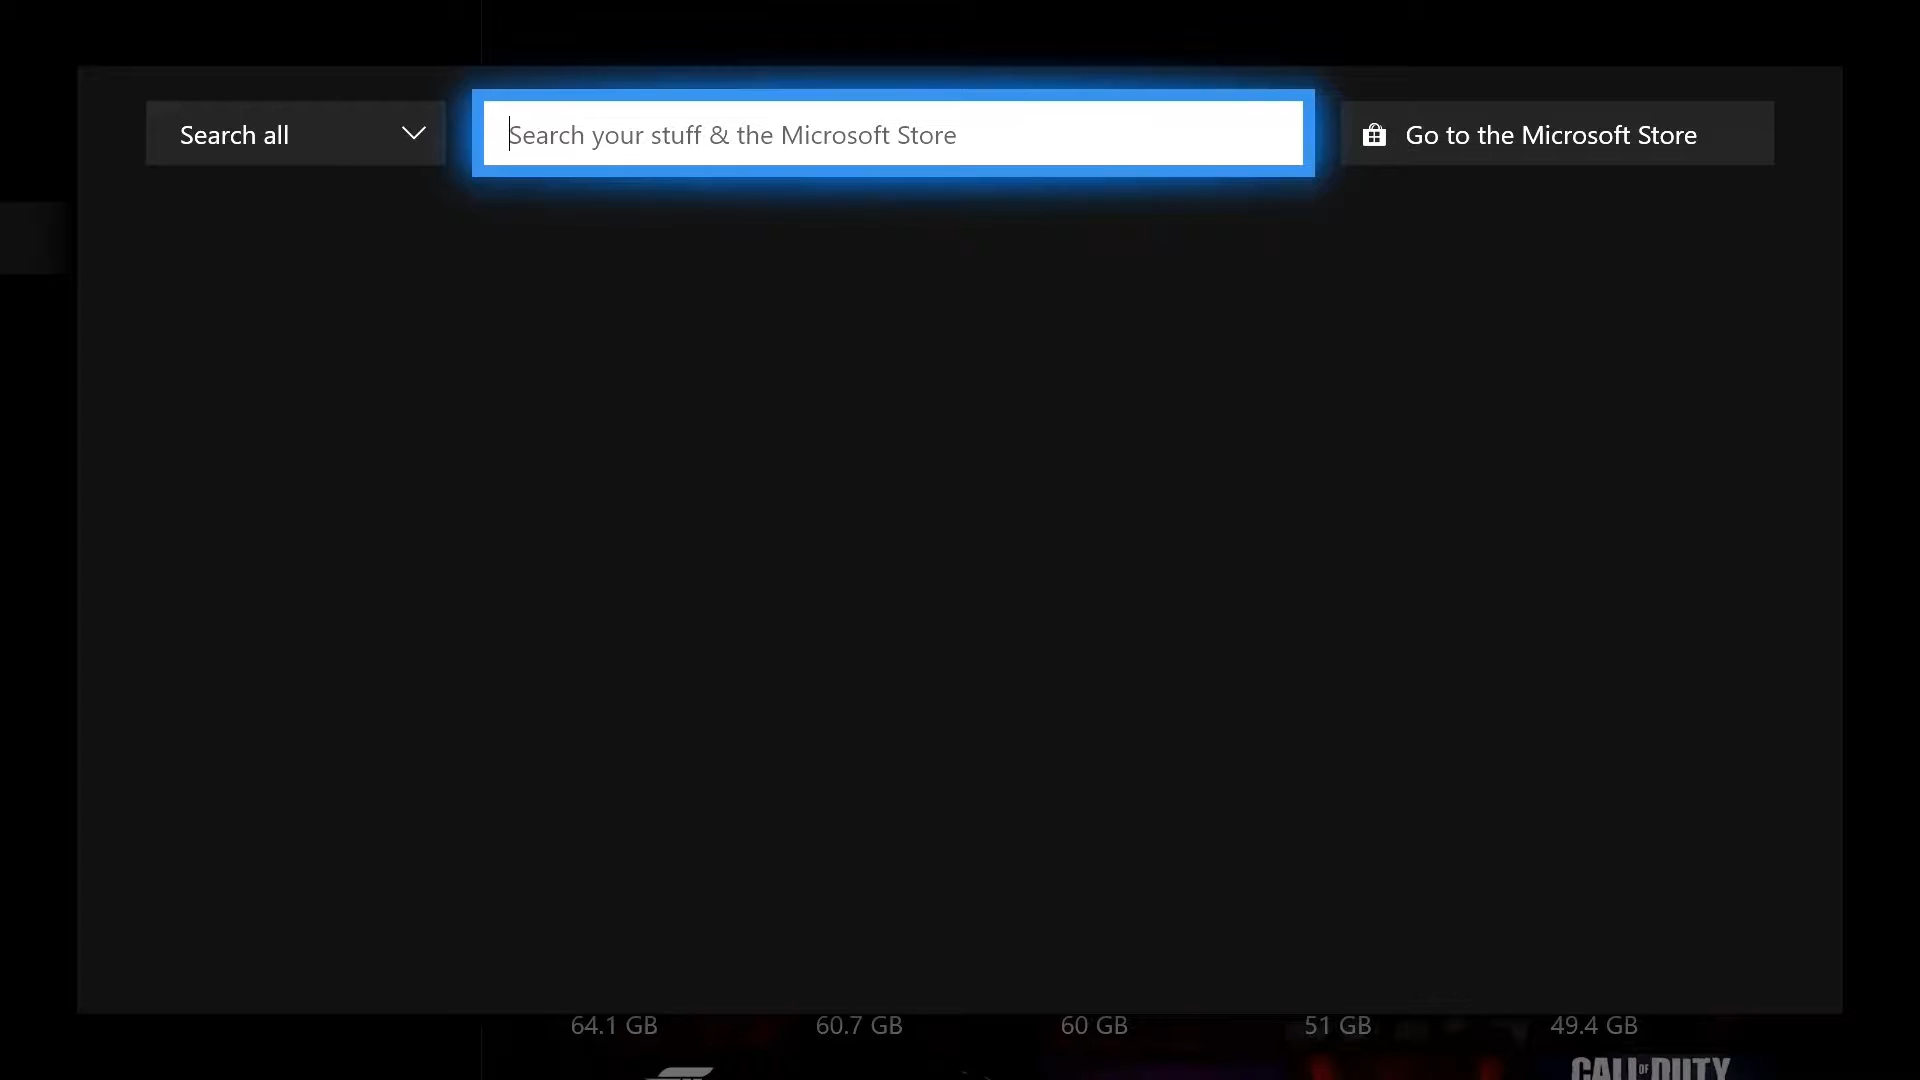 Search all
Search your stuff & the Microsoft Store
Go to the Microsoft Store
64.1 GB
60.7 GB
60 GB
51 GB
49.4 GB
CALL OF DUTY